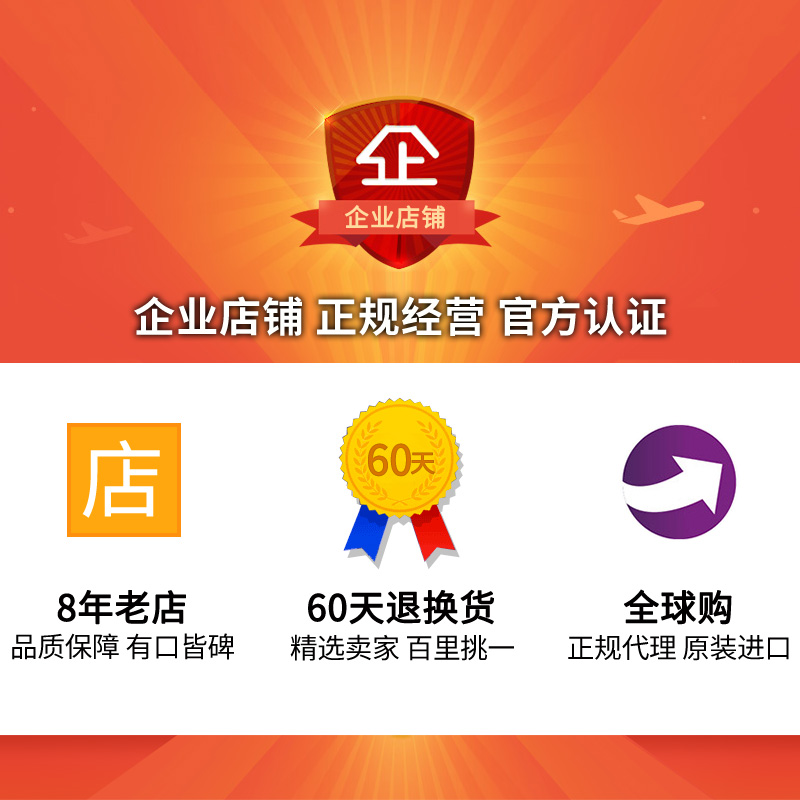 企
企业店铺
企业店铺 正规经营 官方认证
店
60天
8年老店
60天退换货
全球购
品质保障 有口皆碑
精选卖家 百里挑一
正规代理 原装进口